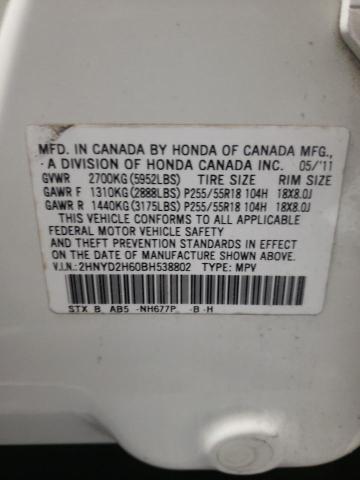 MFD. IN CANADA BY HONDA OF CANADA MFG.,
- A DIVISION OF HONDA CANADA INC. 05/'11
GVWR 2700KG(5952LBS) TIRE SIZE RIM SIZE
GAWR F 1310KG(2888LBS) P255/55R18 104H 18X8.0J
GAWR R 1440KG(3175LBS) P255/55R18 104H 18X8.0J
THIS VEHICLE CONFORMS TO ALL APPLICABLE
FEDERAL MOTOR VEHICLE SAFETY
AND THEFT PREVENTION STANDARDS IN EFFECT
ON THE DATE OF MANUFACTURE SHOWN ABOVE.
V.I.N: 2HNYD2H60BH538802 TYPE: MPV
STX B AB5 -NH677P -B -H